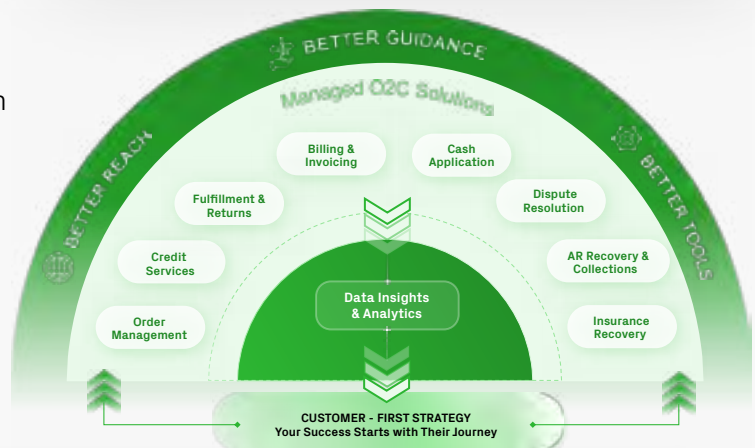 BETTER GUIDANCE
BETTER REACH
BETTER TOOLS
Managed O2C Solutions
Billing &
Invoicing
Cash
Application
Fulfillment &
Returns
Dispute
Resolution
Credit
Services
AR Recovery &
Collections
Order
Management
Insurance
Recovery
Data Insights
& Analytics
CUSTOMER - FIRST STRATEGY
Your Success Starts with Their Journey